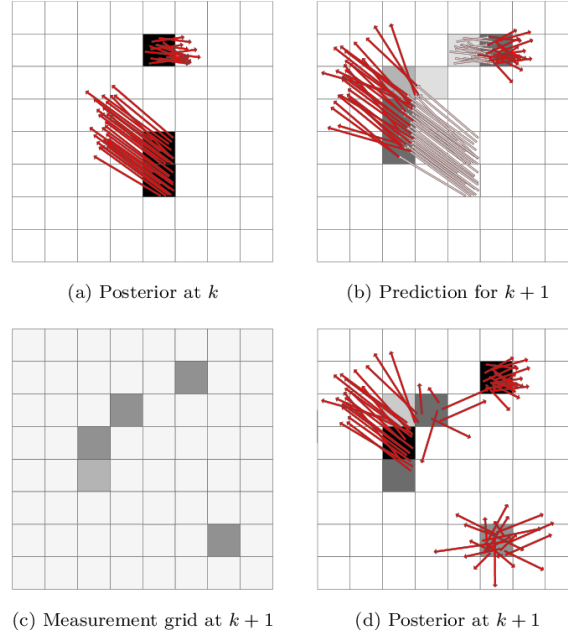 (a) Posterior at k
(b) Prediction for k + 1
(c) Measurement grid at k + 1
(d) Posterior at k + 1